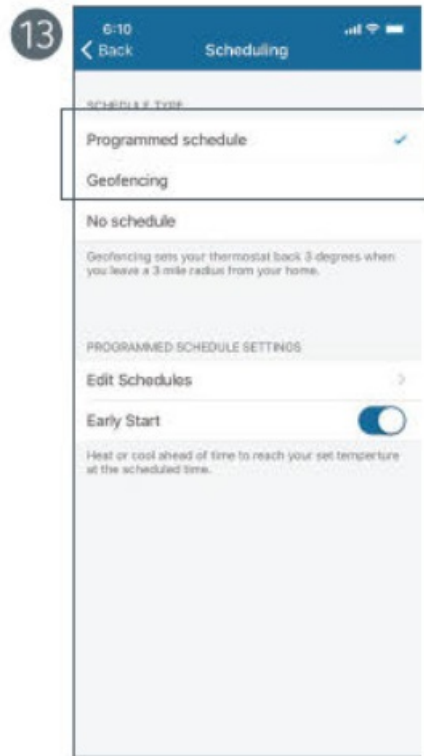 13
6:10
Back Scheduling
SCHEDULE TYPE
Programmed schedule
Geofencing
No schedule
Geofencing sets your thermostat back 3 degrees when
you leave a 3 mile radius from your home.
PROGRAMMED SCHEDULE SETTINGS
Edit Schedules
Early Start
Heat or cool ahead of time to reach your set temperture
at the scheduled time.